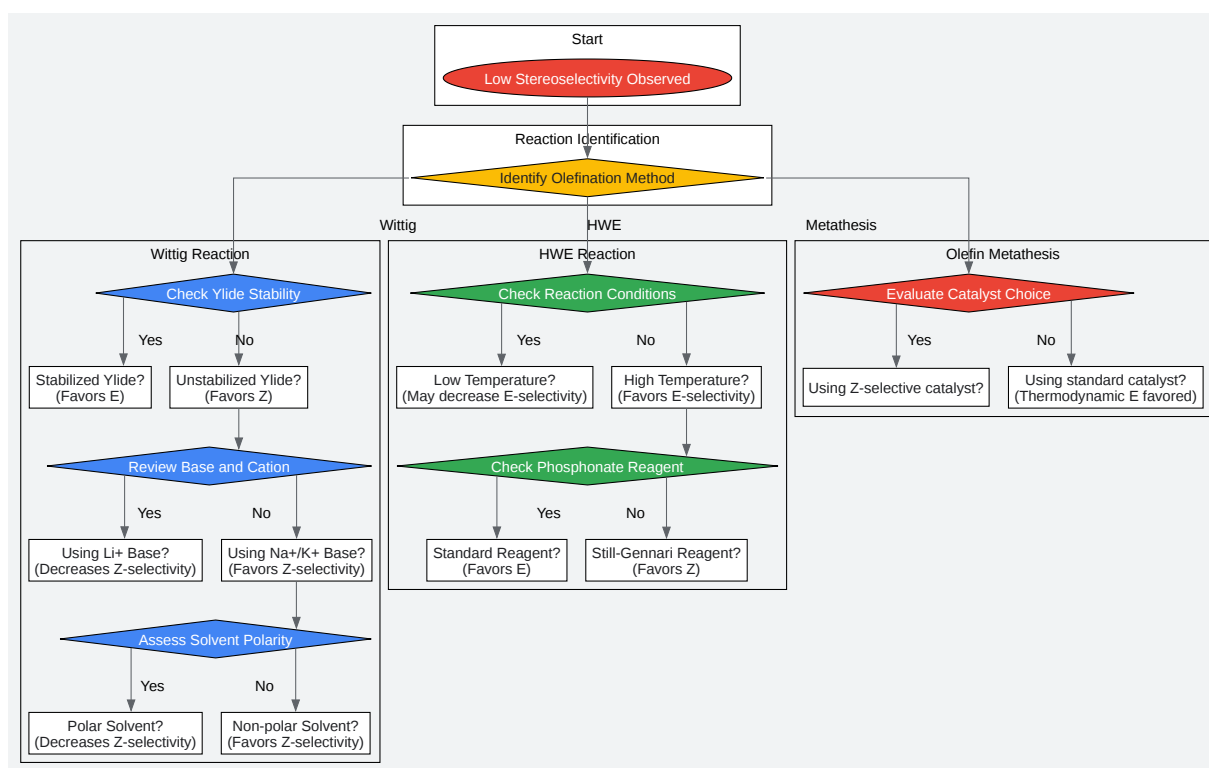 Start
Low Stereoselectivity Observed
Reaction Identification
Identify Olefination Method
Wittig
HWE
Metathesis
Wittig Reaction
Check Ylide Stability
Yes
No
Stabilized Ylide?
(Favors E)
Unstabilized Ylide?
(Favors Z)
Review Base and Cation
Yes
No
Using Li+ Base?
(Decreases Z-selectivity)
Using Na+/K+ Base?
(Favors Z-selectivity)
Assess Solvent Polarity
Yes
No
Polar Solvent?
(Decreases Z-selectivity)
Non-polar Solvent?
(Favors Z-selectivity)
HWE Reaction
Check Reaction Conditions
Yes
No
Low Temperature?
(May decrease E-selectivity)
High Temperature?
(Favors E-selectivity)
Check Phosphonate Reagent
Yes
No
Standard Reagent?
(Favors E)
Still-Gennari Reagent?
(Favors Z)
Olefin Metathesis
Evaluate Catalyst Choice
Yes
No
Using Z-selective catalyst?
Using standard catalyst?
(Thermodynamic E favored)